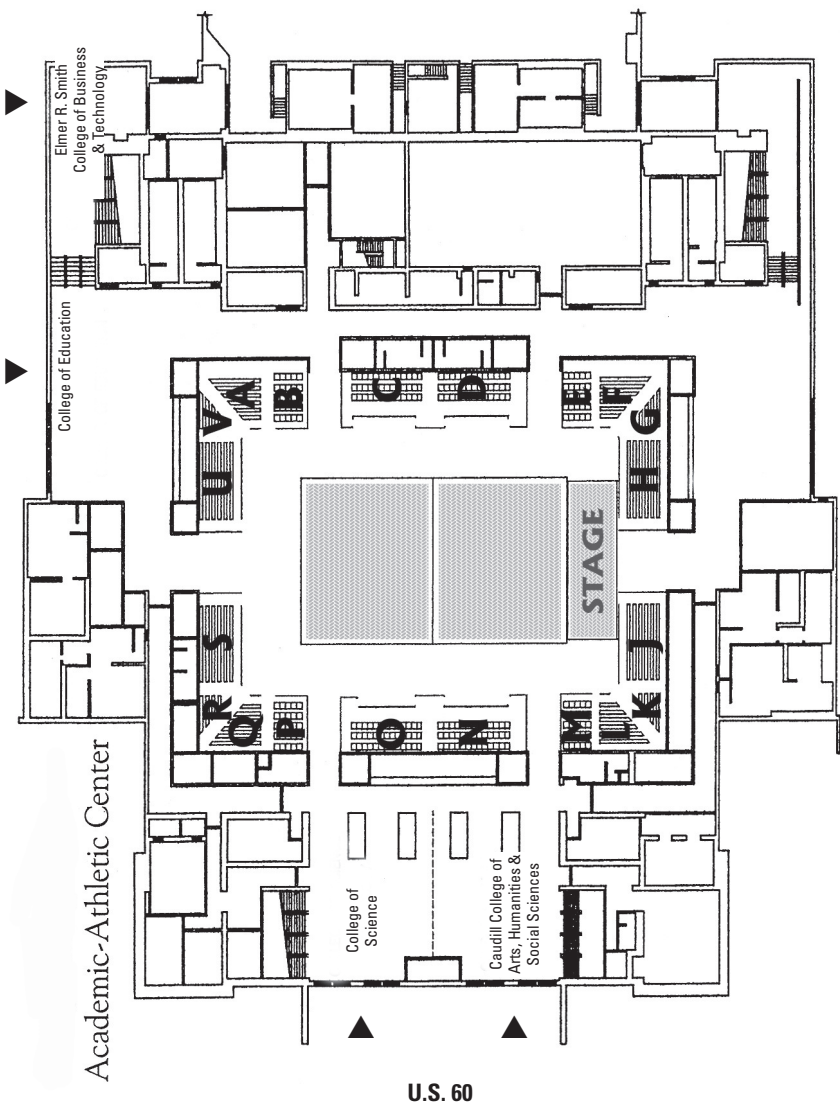 Academic-Athletic Center
Elmer R. Smith
College of Business
& Technology
College of Education
V
A
B
C
D
E
F
G
U
H
STAGE
S
J
R
Q
P
O
N
M
L
K
College of
Science
Caudill College of
Arts, Humanities &
Social Sciences
U.S. 60